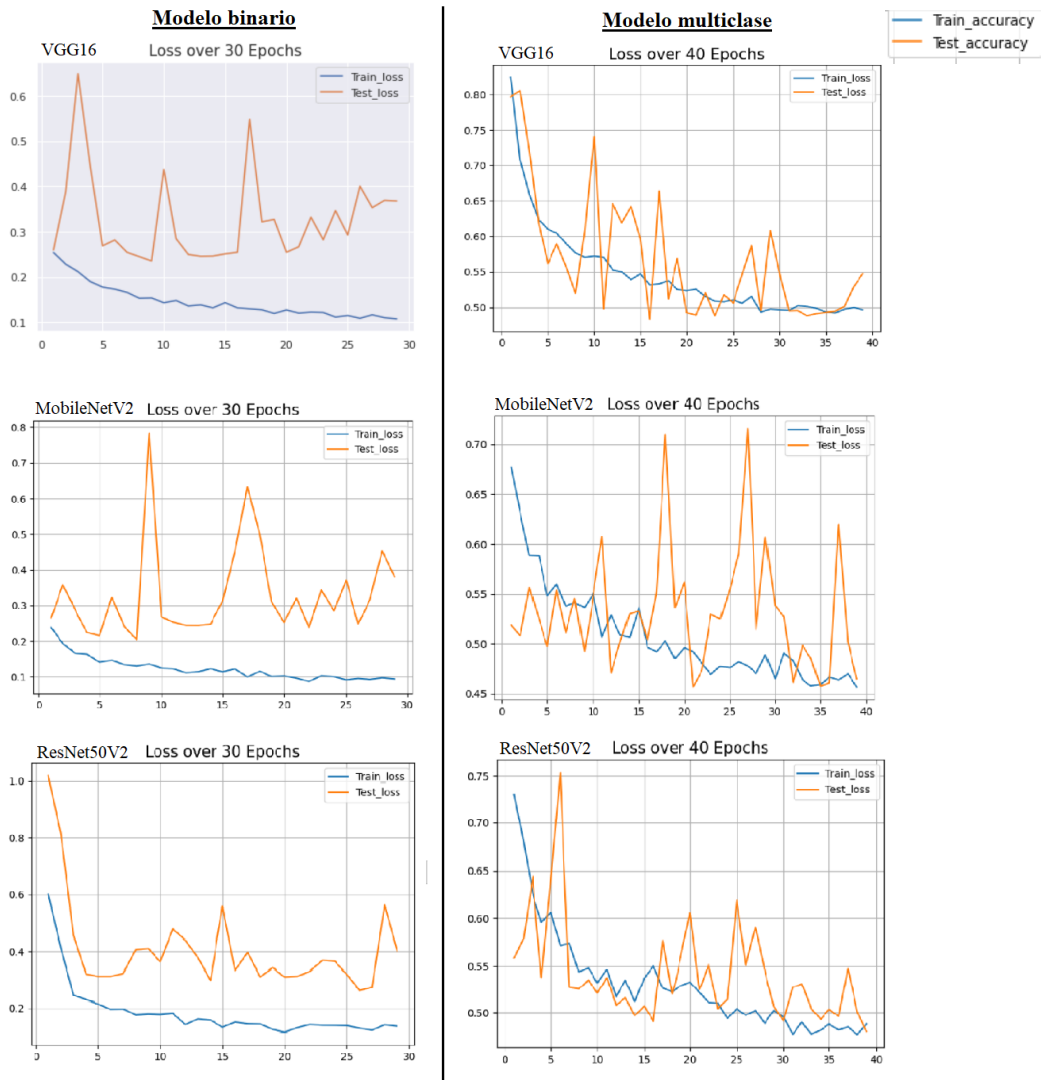 Modelo binario
Modelo multiclase
Train_accuracy
Test_accuracy
VGG16
Loss over 30 Epochs
Train_loss
Test_loss
0.6
0.5
0.4
0.3
0.2
0.1
0 5 10 15 20 25 30
VGG16
Loss over 40 Epochs
Train_loss
Test_loss
0.80
0.75
0.70
0.65
0.60
0.55
0.50
0 5 10 15 20 25 30 35 40
MobileNetV2
Loss over 30 Epochs
Train_loss
Test_loss
0.8
0.7
0.6
0.5
0.4
0.3
0.2
0.1
0 5 10 15 20 25 30
MobileNetV2
Loss over 40 Epochs
Train_loss
Test_loss
0.70
0.65
0.60
0.55
0.50
0.45
0 5 10 15 20 25 30 35 40
ResNet50V2
Loss over 30 Epochs
Train_loss
Test_loss
1.0
0.8
0.6
0.4
0.2
0 5 10 15 20 25 30
ResNet50V2
Loss over 40 Epochs
Train_loss
Test_loss
0.75
0.70
0.65
0.60
0.55
0.50
0 5 10 15 20 25 30 35 40